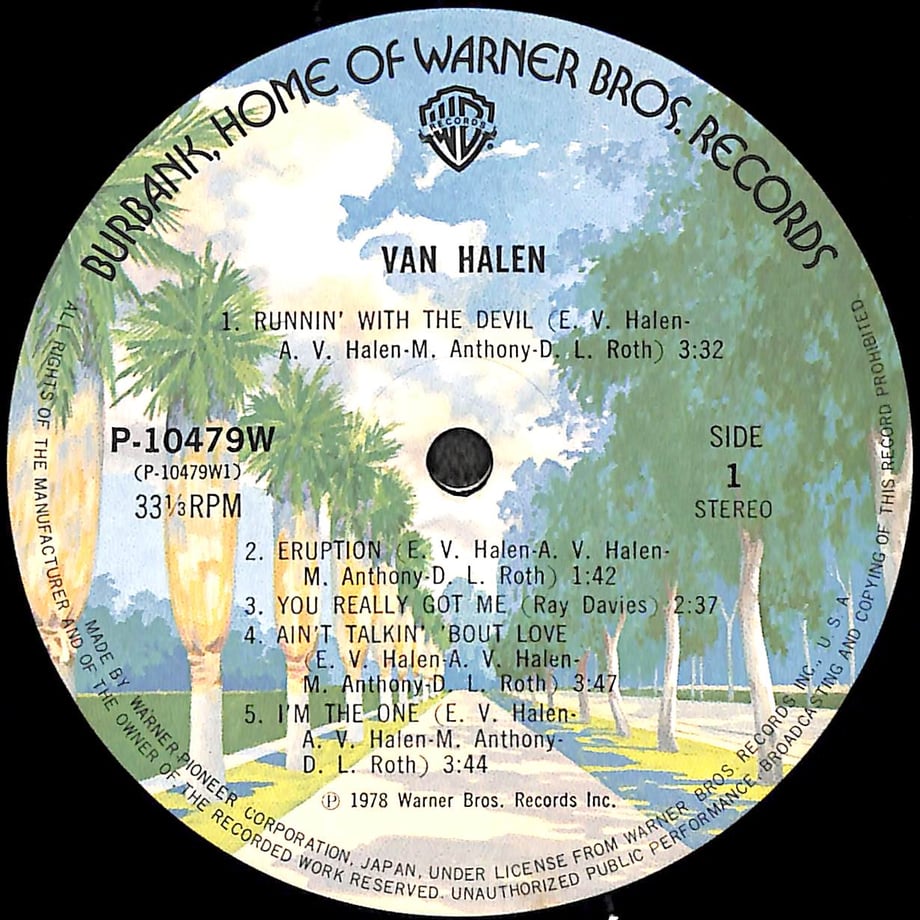 BURBANK, HOME OF WARNER BROS. RECORDS
WB
RECORDS
®
VAN HALEN
1. RUNNIN' WITH THE DEVIL (E. V. Halen-
A. V. Halen-M. Anthony-D. L. Roth) 3:32
P-10479W
(P-10479W1)
33⅓RPM
SIDE
1
STEREO
2. ERUPTION (E. V. Halen-A. V. Halen-
M. Anthony-D. L. Roth) 1:42
3. YOU REALLY GOT ME (Ray Davies) 2:37
4. AIN'T TALKIN' 'BOUT LOVE
(E. V. Halen-A. V. Halen-
M. Anthony-D. L. Roth) 3:47
5. I'M THE ONE (E. V. Halen-
A. V. Halen-M. Anthony-
D. L. Roth) 3:44
℗ 1978 Warner Bros. Records Inc.
MADE BY WARNER-PIONEER CORPORATION, JAPAN, UNDER LICENSE FROM WARNER BROS. RECORDS INC., U. S. A
ALL RIGHTS OF THE MANUFACTURER AND OF THE OWNER OF THE RECORDED WORK RESERVED. UNAUTHORIZED PUBLIC PERFORMANCE, BROADCASTING AND COPYING OF THIS RECORD PROHIBITED